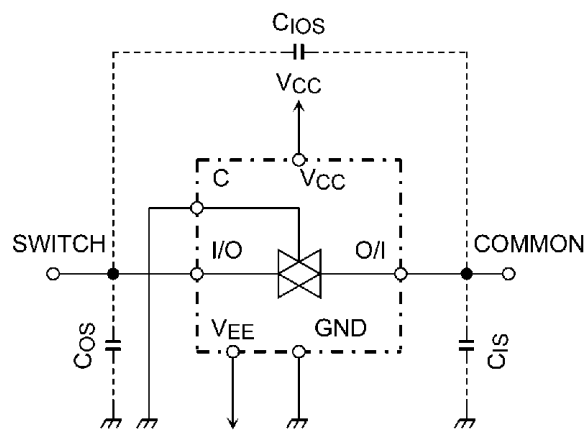 CIOS
VCC
C
VCC
SWITCH
I/O
O/I
COMMON
VEE
GND
COS
CIS